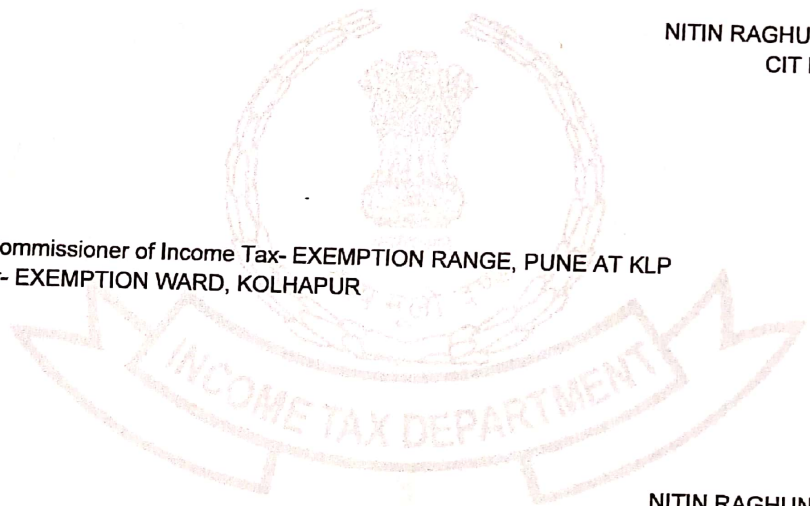 NITIN RAGHU
CIT
ommissioner of Income Tax- EXEMPTION RANGE, PUNE AT KLP
- EXEMPTION WARD, KOLHAPUR
INCOME TAX DEPARTMENT
NITIN RAGHUN